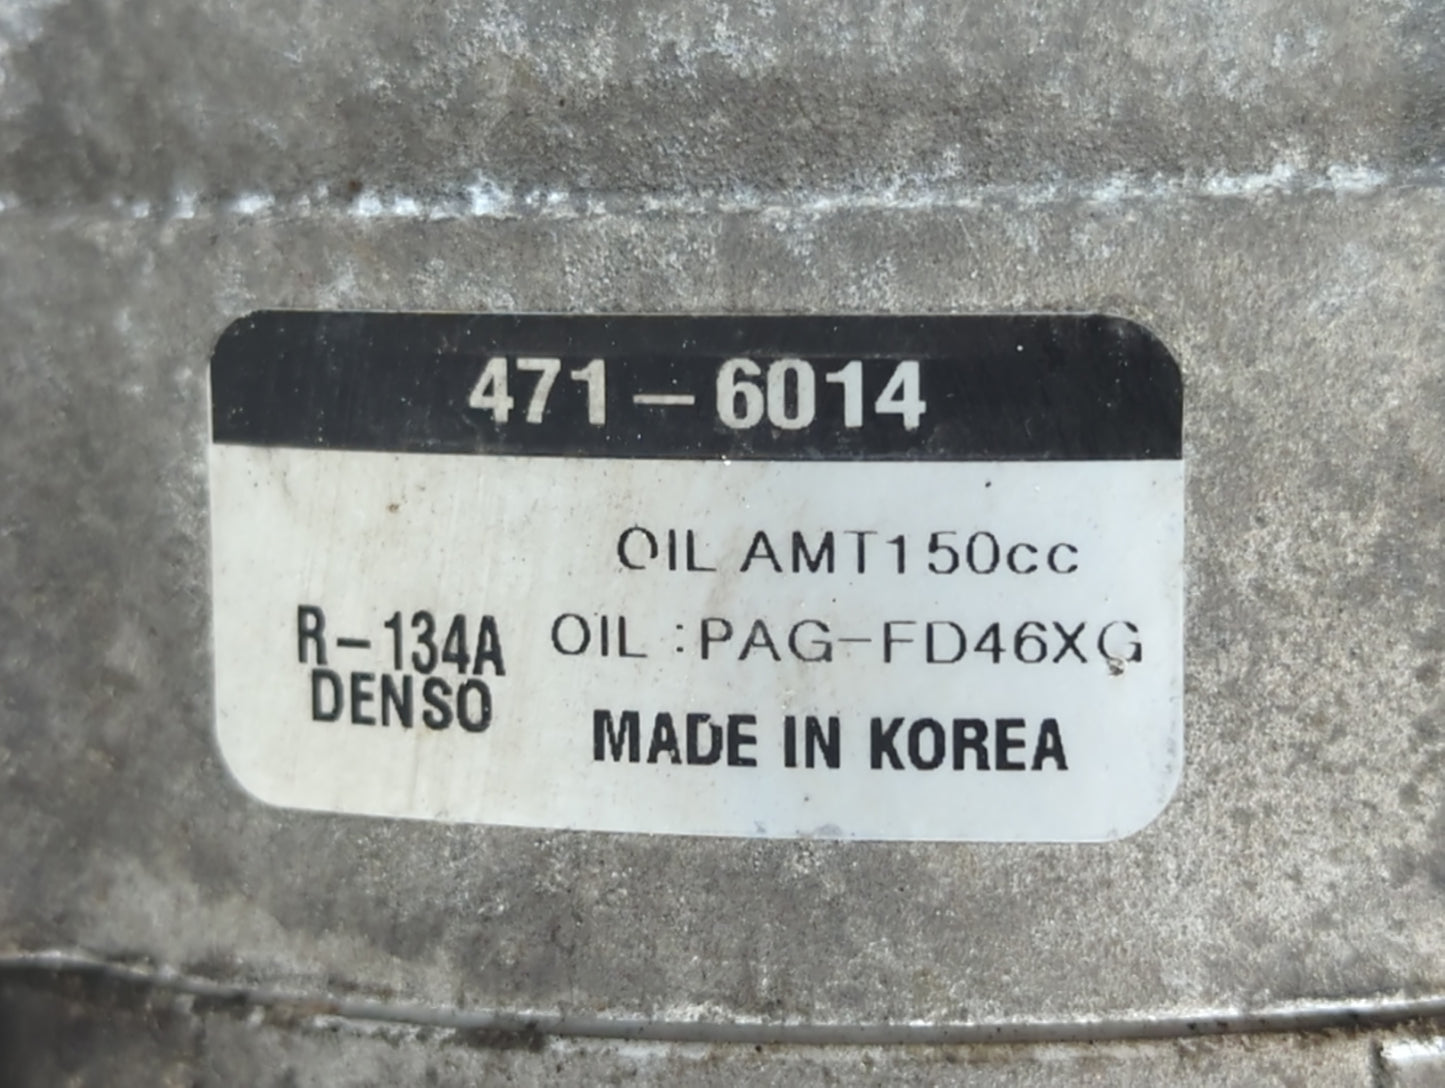 471-6014
OIL AMT150cc
R-134A OIL :PAG-FD46XG
DENSO
MADE IN KOREA